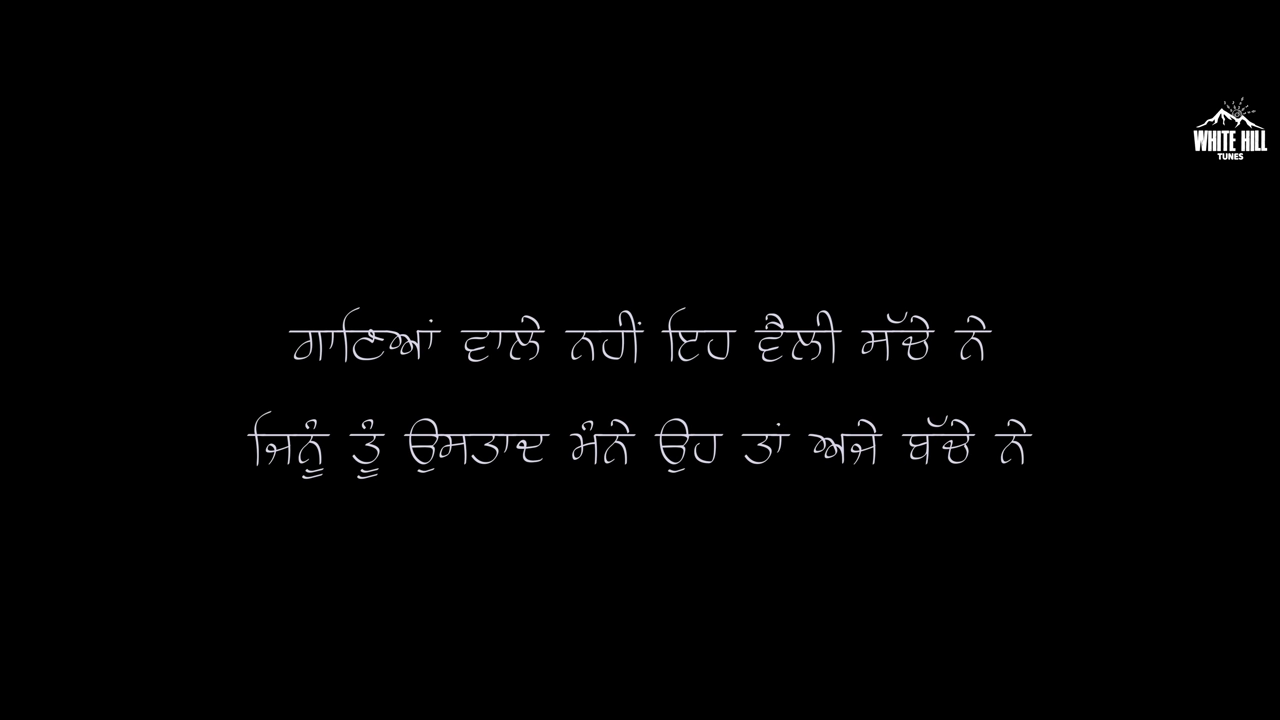 WHITE HILL
TUNES
ਗਾਣਿਆਂ ਵਾਲੇ ਨਹੀਂ ਇਹ ਵੈਲੀ ਸੱਚੇ ਨੇ
ਜਿਨੂੰ ਤੂੰ ਉਸਤਾਦ ਮੰਨੇ ਉਹ ਤਾਂ ਅਜੇ ਬੱਚੇ ਨੇ